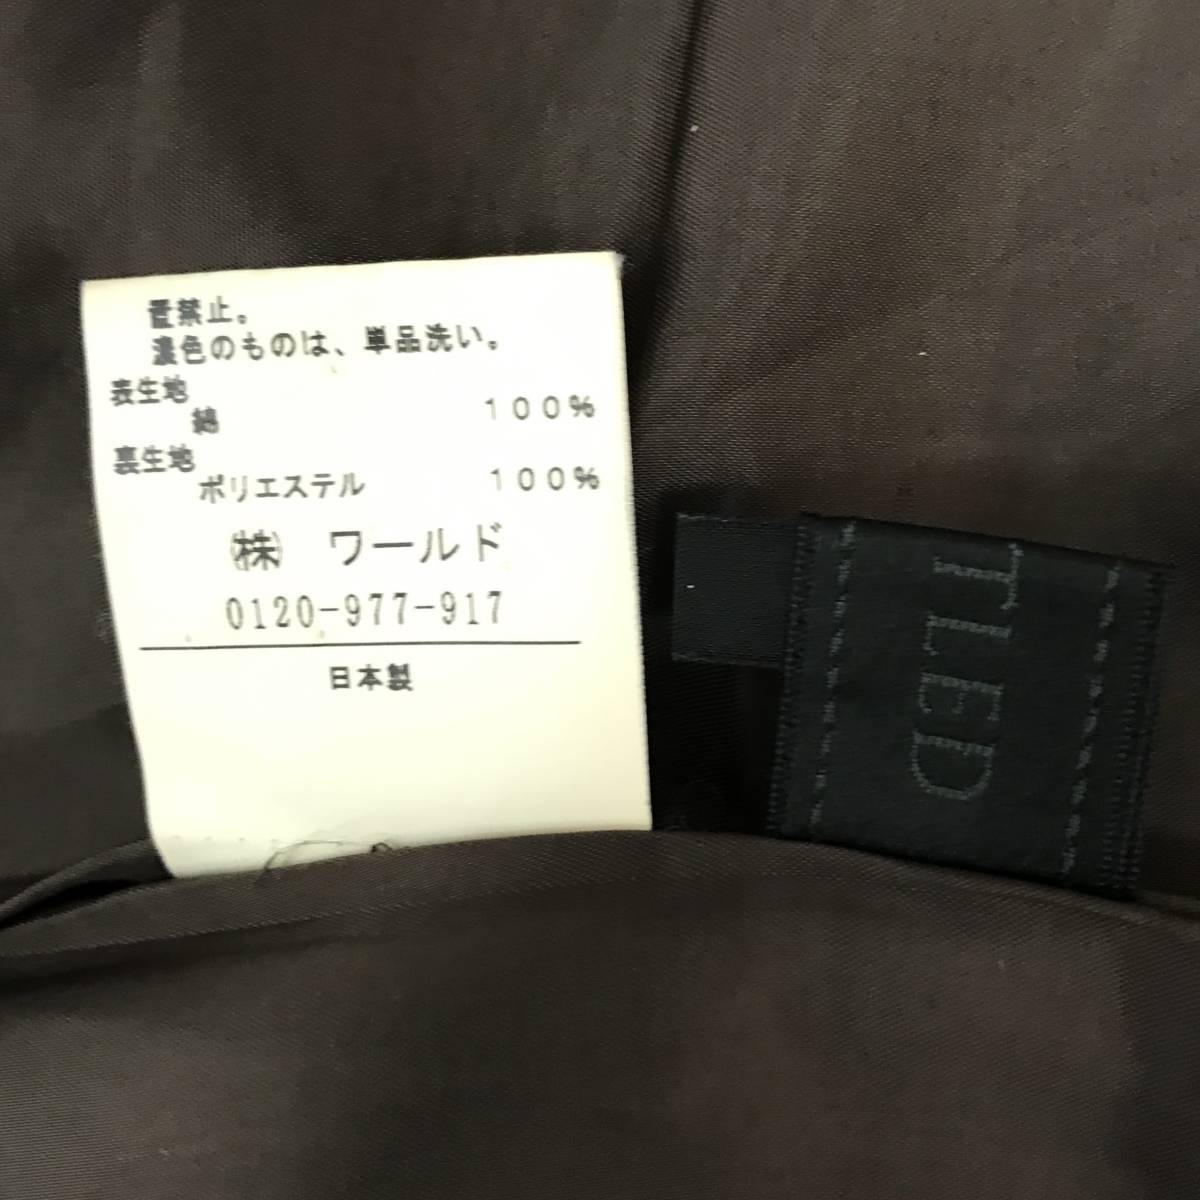 置禁止。
濃色のものは、単品洗い。
表生地
綿 100%
裏生地
ポリエステル 100%
㈱ ワールド
0120-977-917
日本製
TLED